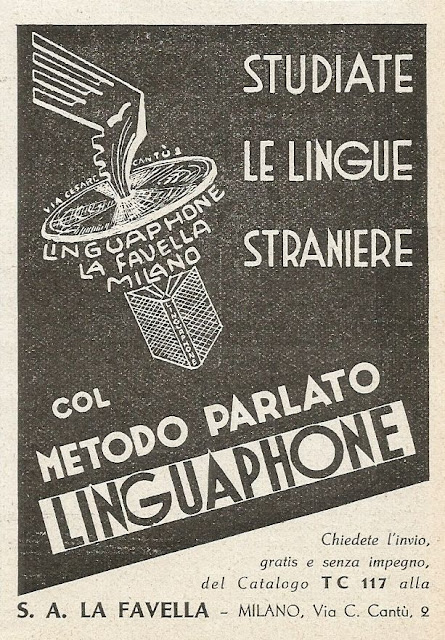 STUDIATE
LE LINGUE
STRANIERE
VIA CESARE CANTÙ 2
LINGUAPHONE
LA FAVELLA
MILANO
LINGUAPHONE
COL
METODO PARLATO
LINGUAPHONE
Chiedete l'invio,
gratis e senza impegno,
del Catalogo TC 117 alla
S. A. LA FAVELLA – MILANO, Via C. Cantù, 2